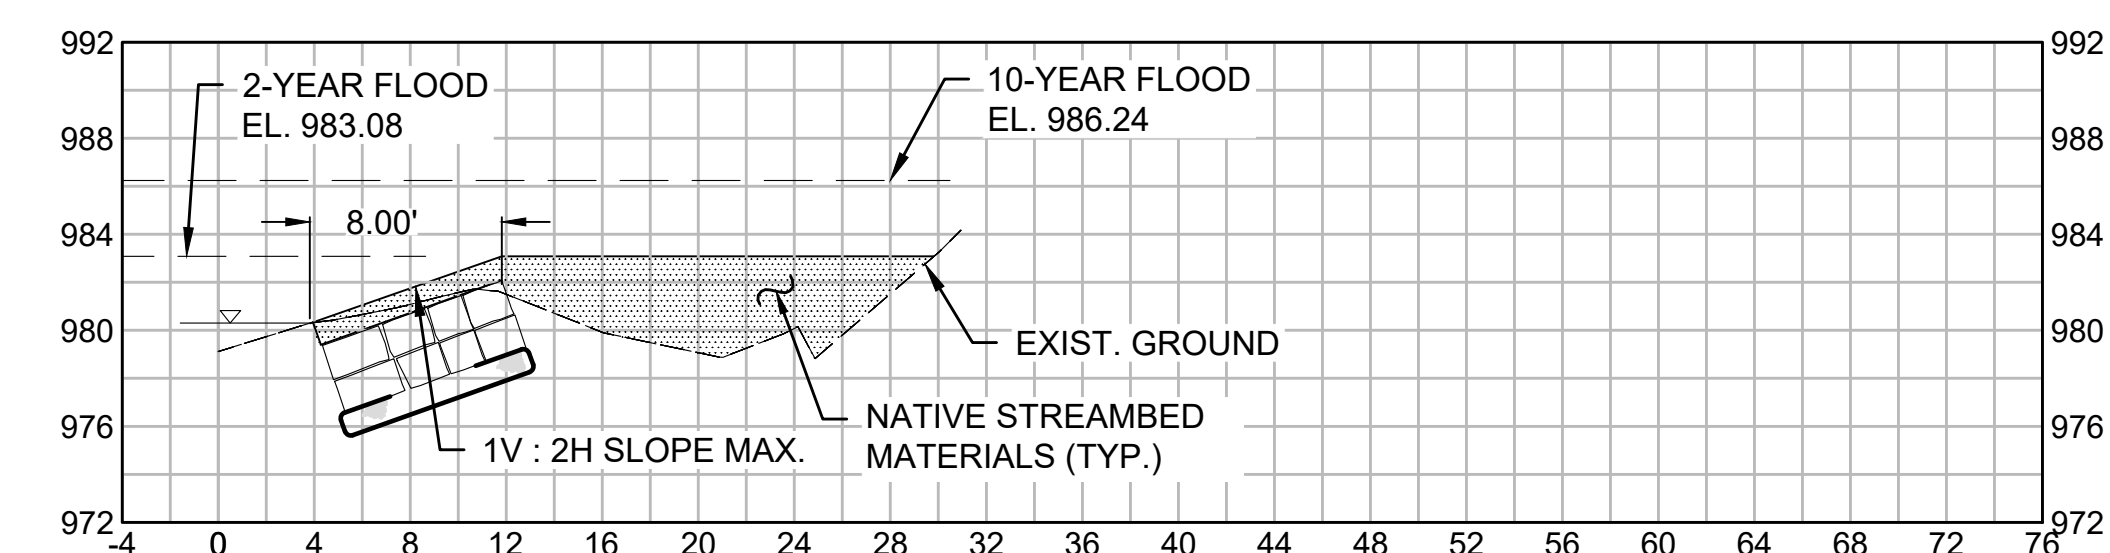 992
992
2-YEAR FLOOD
EL. 983.08
10-YEAR FLOOD
EL. 986.24
988
988
8.00'
984
984
980
980
EXIST. GROUND
NATIVE STREAMBED
MATERIALS (TYP.)
976
976
1V : 2H SLOPE MAX.
972
972
-4 0 4 8 12 16 20 24 28 32 36 40 44 48 52 56 60 64 68 72 76